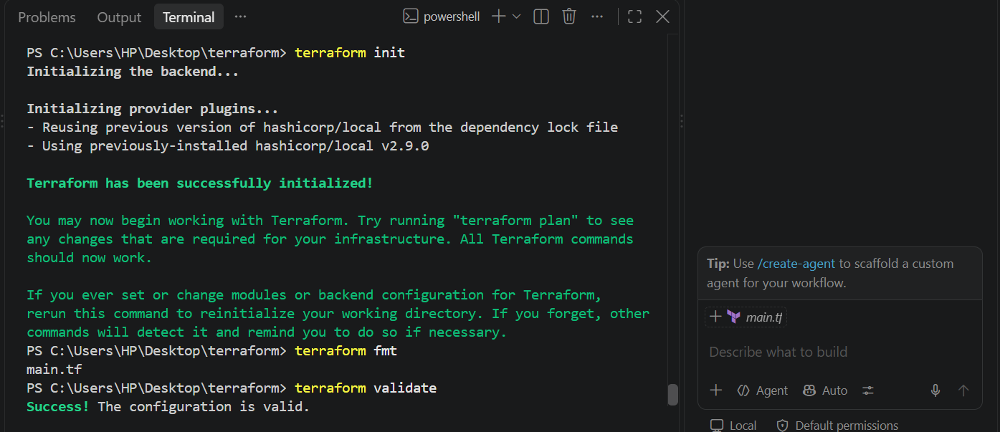 Problems Output Terminal ... powershell
PS C:\Users\HP\Desktop\terraform> terraform init
Initializing the backend...
Initializing provider plugins...
- Reusing previous version of hashicorp/local from the dependency lock file
- Using previously-installed hashicorp/local v2.9.0
Terraform has been successfully initialized!
You may now begin working with Terraform. Try running "terraform plan" to see
any changes that are required for your infrastructure. All Terraform commands
should now work.
If you ever set or change modules or backend configuration for Terraform,
rerun this command to reinitialize your working directory. If you forget, other
commands will detect it and remind you to do so if necessary.
PS C:\Users\HP\Desktop\terraform> terraform fmt
main.tf
PS C:\Users\HP\Desktop\terraform> terraform validate
Success! The configuration is valid.
Tip: Use /create-agent to scaffold a custom
agent for your workflow.
main.tf
Describe what to build
Agent Auto
Local Default permissions